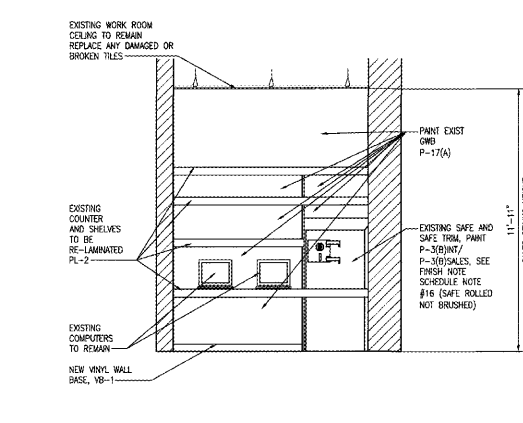 EXISTING WORK ROOM
CEILING TO REMAIN
REPLACE ANY DAMAGED OR
BROKEN TILES
PAINT EXIST
GWB
P-17(A)
EXISTING
COUNTER
AND SHELVES
TO BE
RE-LAMINATED
PL-2
EXISTING SAFE AND
SAFE TRIM, PAINT
P-3(B)INT/
P-3(B)SALES, SEE
FINISH NOTE
SCHEDULE NOTE
#16 (SAFE ROLLED
NOT BRUSHED)
11'-11"
EXISTING
COMPUTERS
TO REMAIN
NEW VINYL WALL
BASE, VB-1